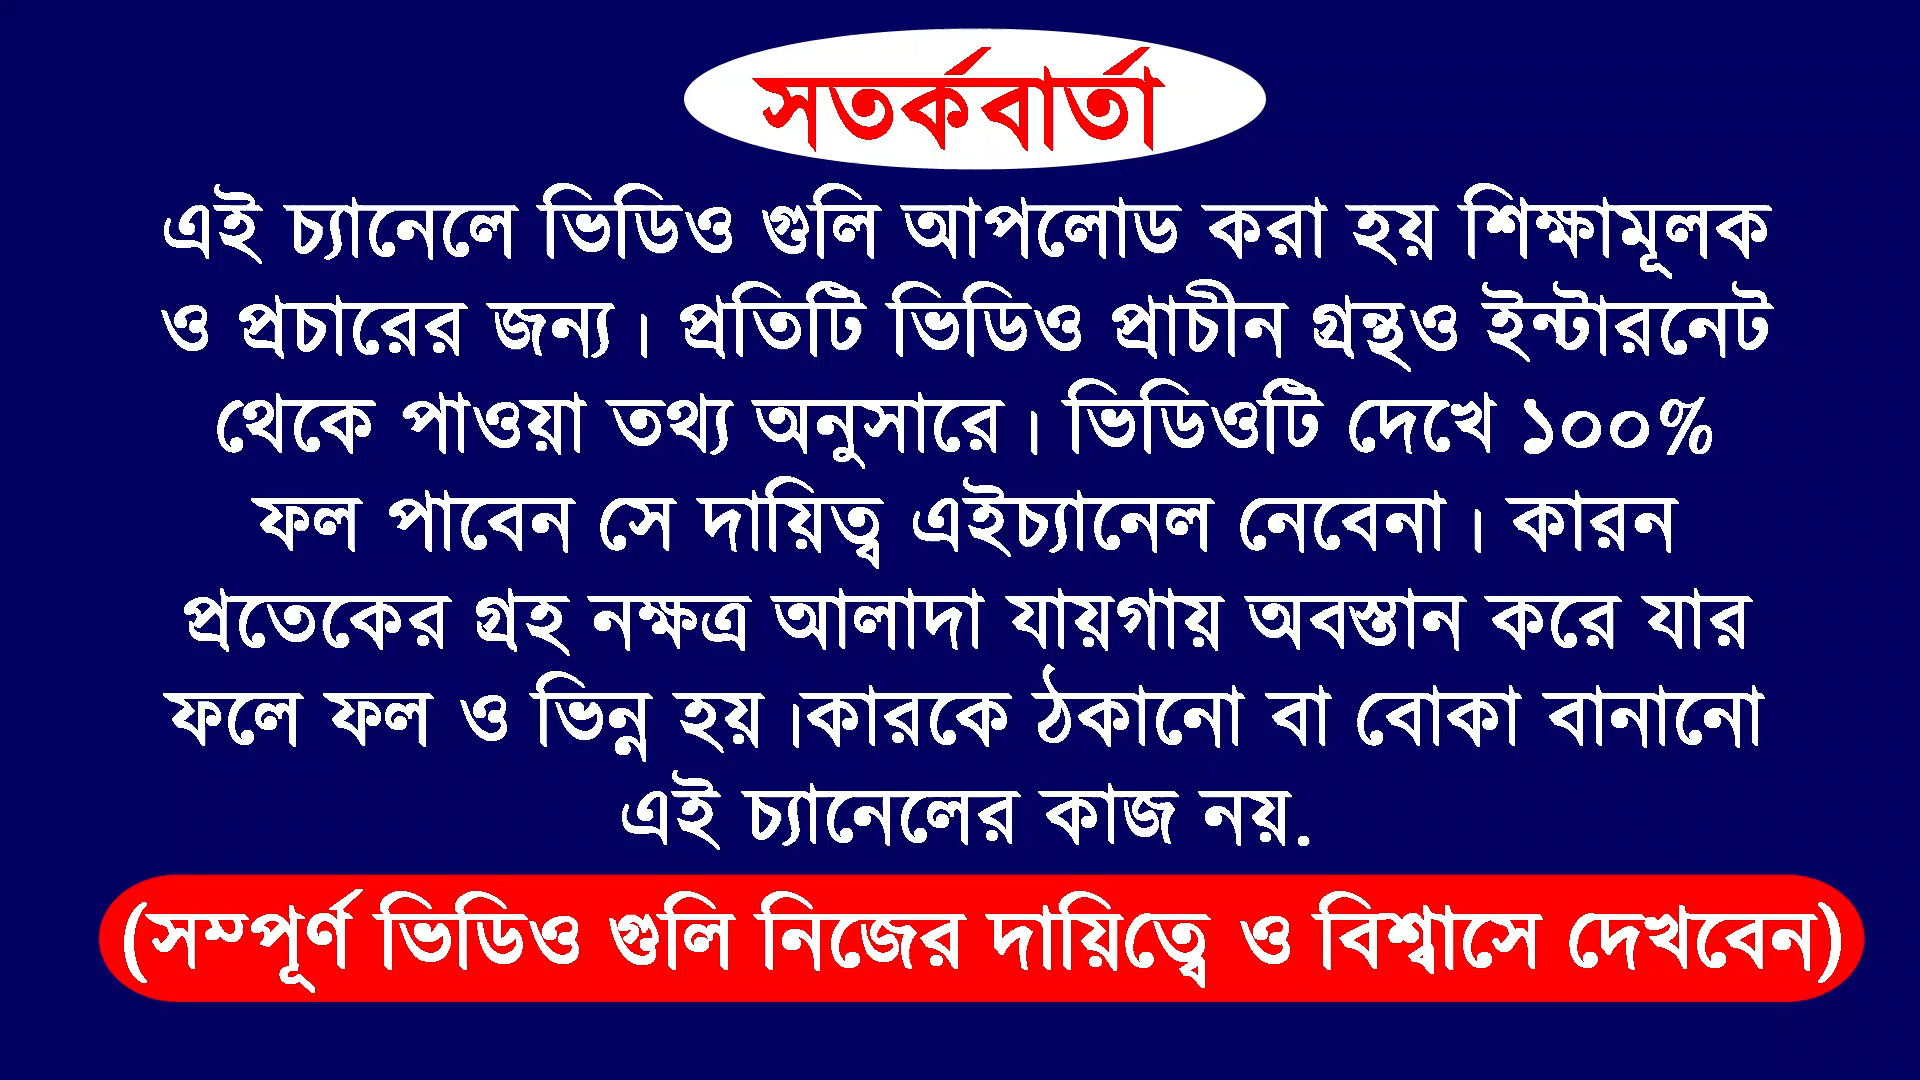 সতর্কবার্তা
এই চ্যানেলে ভিডিও গুলি আপলোড করা হয় শিক্ষামূলক
ও প্রচারের জন্য। প্রতিটি ভিডিও প্রাচীন গ্রন্থও ইন্টারনেট
থেকে পাওয়া তথ্য অনুসারে। ভিডিওটি দেখে ১০০%
ফল পাবেন সে দায়িত্ব এইচ্যানেল নেবেনা। কারন
প্রতেকের গ্রহ নক্ষত্র আলাদা যায়গায় অবস্তান করে যার
ফলে ফল ও ভিন্ন হয়।কারকে ঠকানো বা বোকা বানানো
এই চ্যানেলের কাজ নয়.
(সম্পূর্ণ ভিডিও গুলি নিজের দায়িত্বে ও বিশ্বাসে দেখবেন)